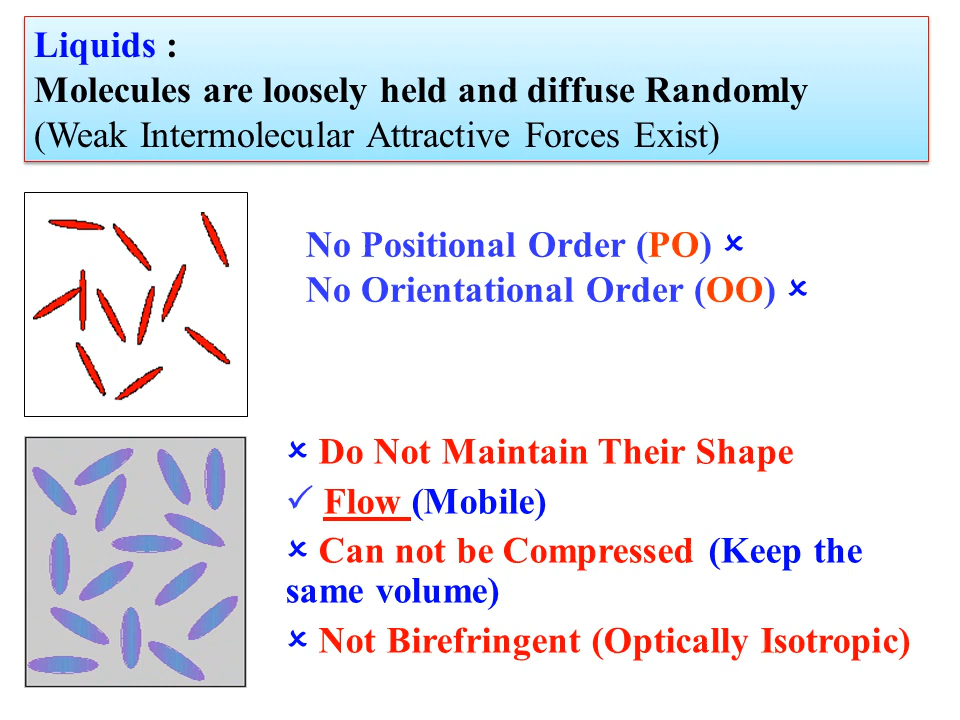 Liquids :
Molecules are loosely held and diffuse Randomly
(Weak Intermolecular Attractive Forces Exist)
No Positional Order (PO) ×
No Orientational Order (OO) ×
× Do Not Maintain Their Shape
✓ Flow (Mobile)
× Can not be Compressed (Keep the
same volume)
× Not Birefringent (Optically Isotropic)